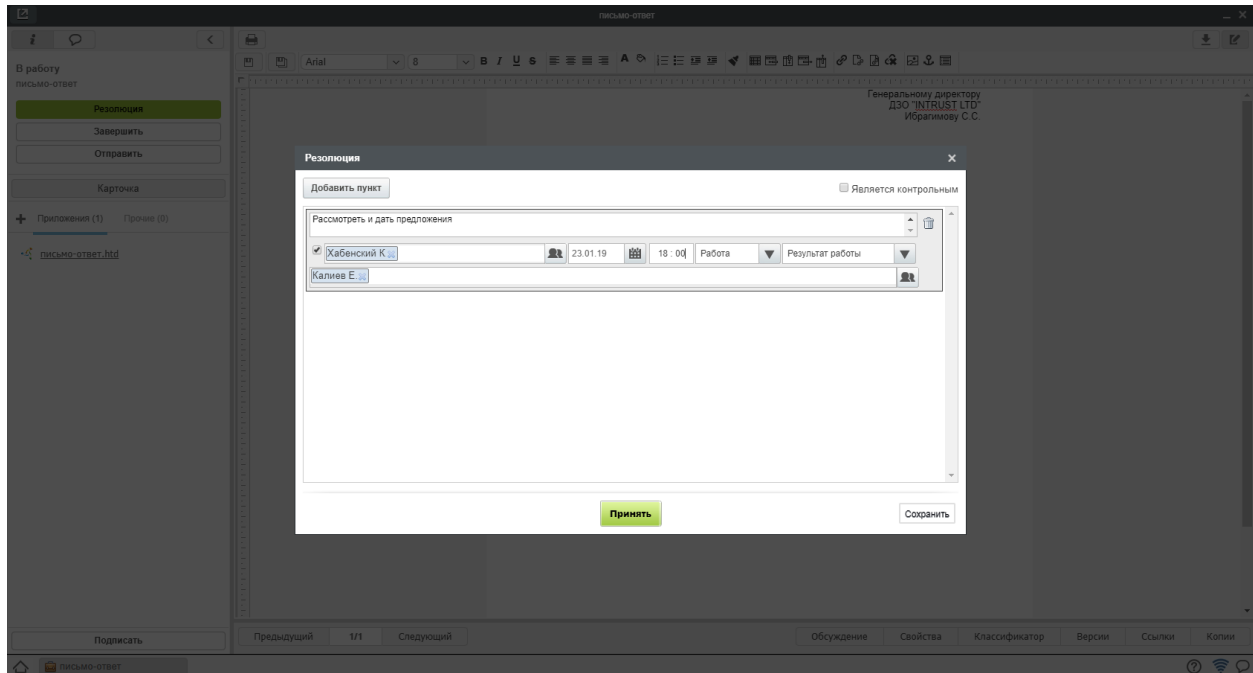 письмо-ответ
В работу
письмо-ответ
Резолюция
Завершить
Отправить
Карточка
Приложения (1) Прочие (0)
письмо-ответ.htd
Arial 8 B I U S
Генеральному директору
ДЗО "INTRUST LTD"
Ибрагимову С.С.
Резолюция
Добавить пункт Является контрольным
Рассмотреть и дать предложения
Хабенский К 23.01.19 18 : 00 Работа Результат работы
Калиев Е.
Принять Сохранить
Подписать Предыдущий 1/1 Следующий Обсуждение Свойства Классификатор Версии Ссылки Копии
письмо-ответ